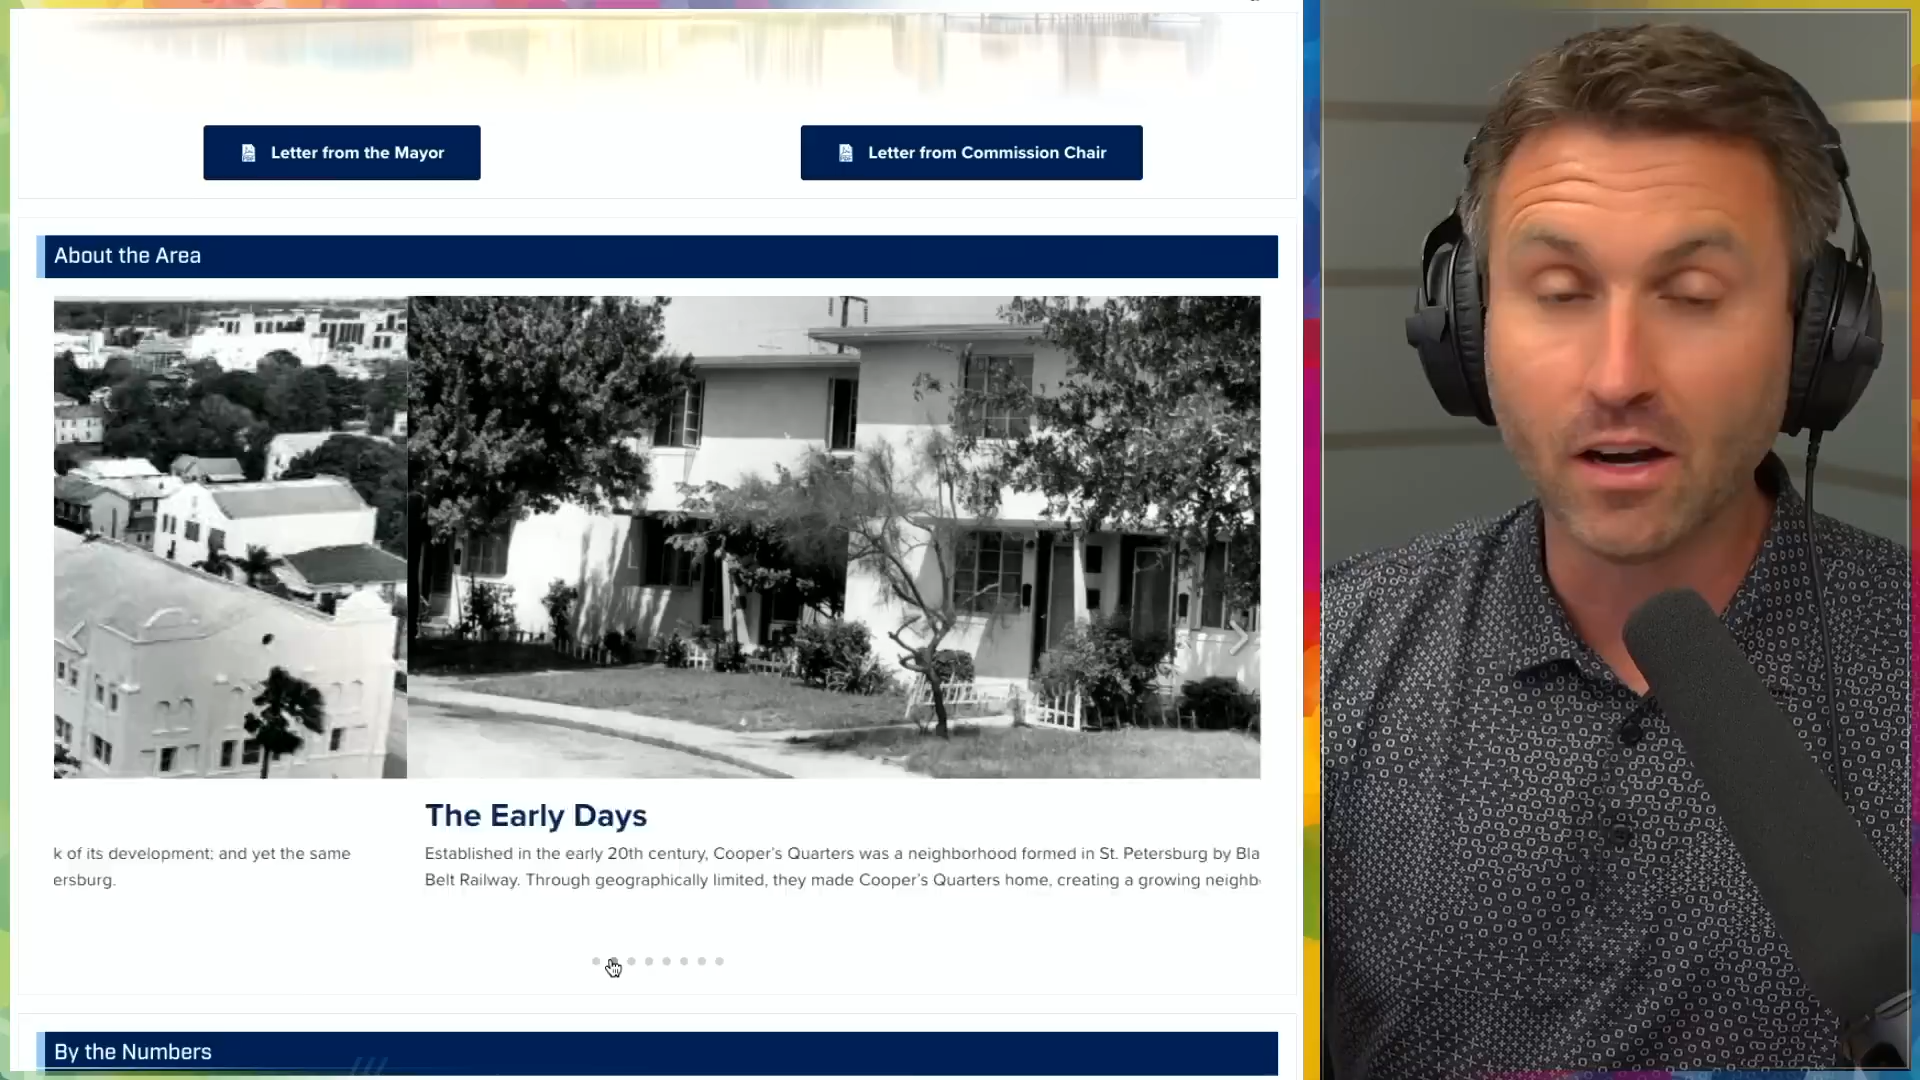 Letter from the Mayor
Letter from Commission Chair
About the Area
The Early Days
k of its development; and yet the same
ersburg.
Established in the early 20th century, Cooper's Quarters was a neighborhood formed in St. Petersburg by Bla
Belt Railway. Through geographically limited, they made Cooper's Quarters home, creating a growing neighb
By the Numbers